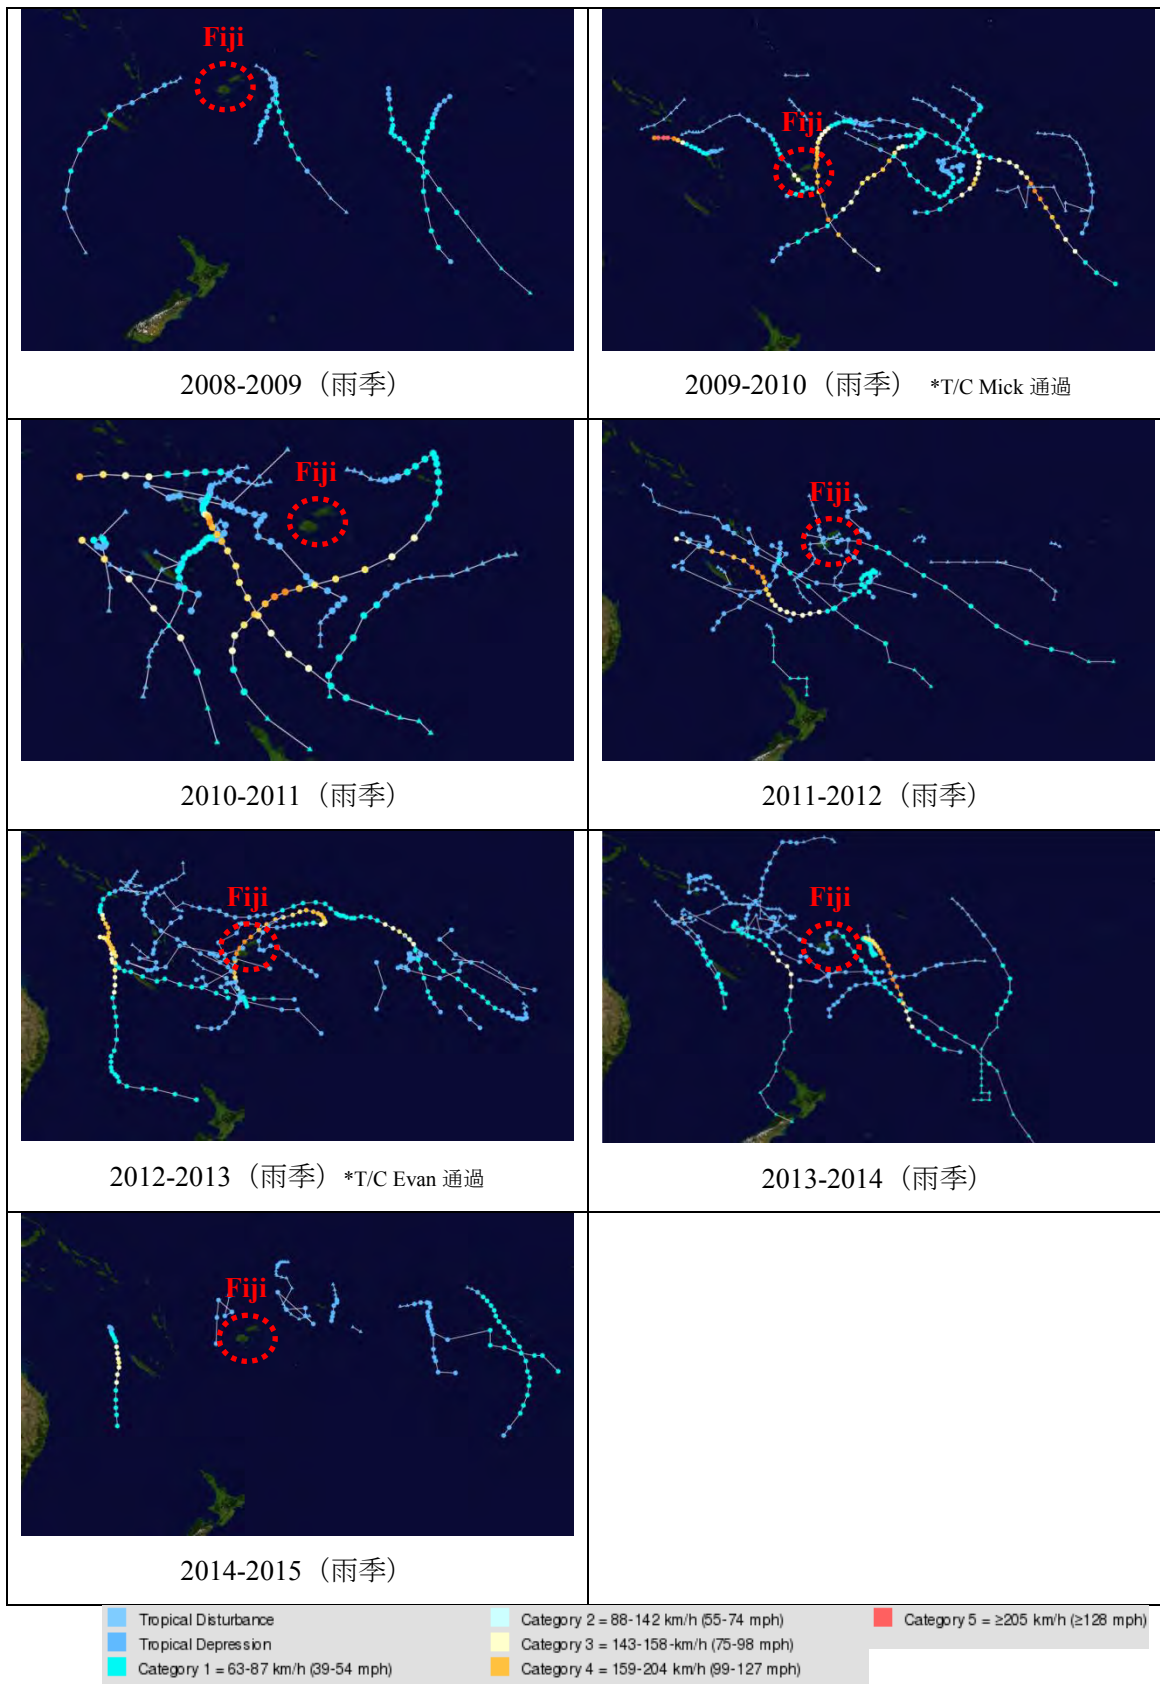 Fiji
Fiji
2008-2009（雨季）
2009-2010（雨季） *T/C Mick 通過
Fiji
Fiji
2010-2011（雨季）
2011-2012（雨季）
Fiji
Fiji
2012-2013（雨季）*T/C Evan 通過
2013-2014（雨季）
Fiji
2014-2015（雨季）
Tropical Disturbance
Tropical Depression
Category 1 = 63-87 km/h (39-54 mph)
Category 2 = 88-142 km/h (55-74 mph)
Category 3 = 143-158-km/h (75-98 mph)
Category 4 = 159-204 km/h (99-127 mph)
Category 5 = ≥205 km/h (≥128 mph)